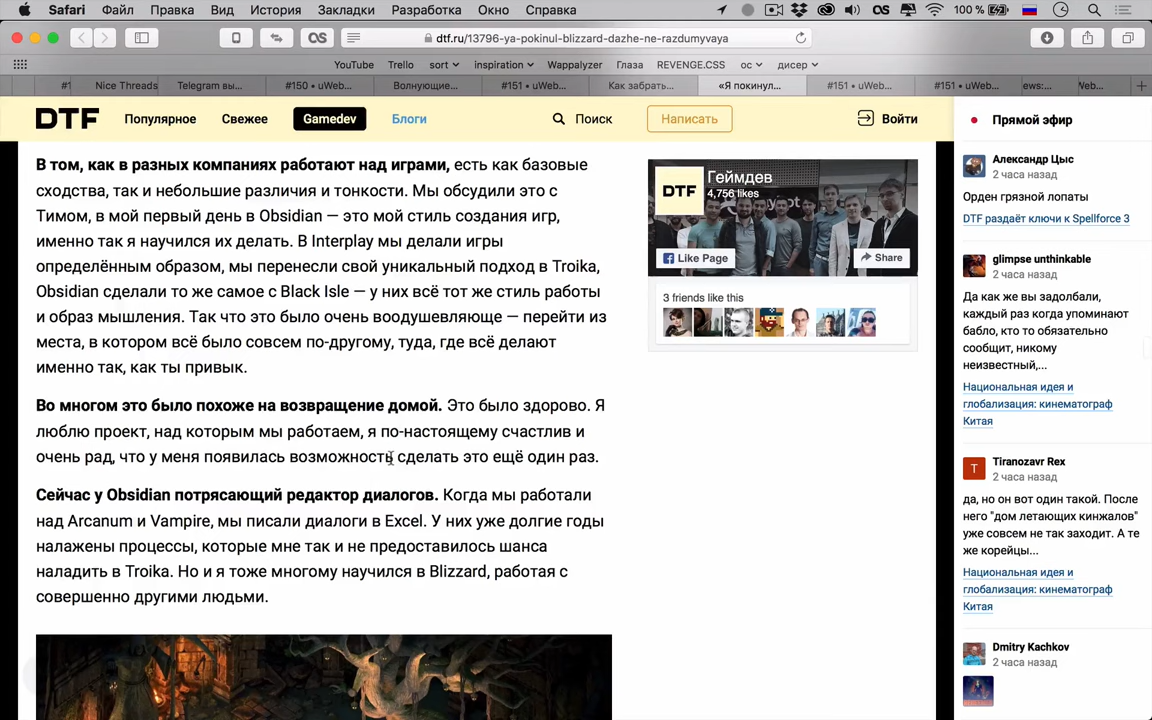 Safari Файл Правка Вид История Закладки Разработка Окно Справка 100 %
dtf.ru/13796-ya-pokinul-blizzard-dazhe-ne-razdumyvaya
YouTube Trello sort inspiration Wappalyzer Глаза REVENGE.CSS ос дисер
Nice Threads Telegram вы... #150 • uWeb... Волнующие... #151 • uWeb... Как забрать... «Я покинул... #151 • uWeb... #151 • uWeb... ews: Web...
DTF Популярное Свежее Gamedev Блоги Поиск Написать Войти
В том, как в разных компаниях работают над играми, есть как базовые
сходства, так и небольшие различия и тонкости. Мы обсудили это с
Тимом, в мой первый день в Obsidian — это мой стиль создания игр,
именно так я научился их делать. В Interplay мы делали игры
определённым образом, мы перенесли свой уникальный подход в Troika,
Obsidian сделали то же самое с Black Isle — у них всё тот же стиль работы
и образ мышления. Так что это было очень воодушевляюще — перейти из
места, в котором всё было совсем по-другому, туда, где всё делают
именно так, как ты привык.
Во многом это было похоже на возвращение домой. Это было здорово. Я
люблю проект, над которым мы работаем, я по-настоящему счастлив и
очень рад, что у меня появилась возможность сделать это ещё один раз.
Сейчас у Obsidian потрясающий редактор диалогов. Когда мы работали
над Arcanum и Vampire, мы писали диалоги в Excel. У них уже долгие годы
налажены процессы, которые мне так и не предоставилось шанса
наладить в Troika. Но и я тоже многому научился в Blizzard, работая с
совершенно другими людьми.
DTF
Геймдев
4,756 likes
Like Page Share
3 friends like this
Прямой эфир
Александр Цыс
2 часа назад
Орден грязной лопаты
DTF раздаёт ключи к Spellforce 3
glimpse unthinkable
2 часа назад
Да как же вы задолбали,
каждый раз когда упоминают
бабло, кто то обязательно
сообщит, никому
неизвестный,...
Национальная идея и
глобализация: кинематограф
Китая
T Tiranozavr Rex
2 часа назад
да, но он вот один такой. После
него "дом летающих кинжалов"
уже совсем не так заходит. А те
же корейцы...
Национальная идея и
глобализация: кинематограф
Китая
Dmitry Kachkov
2 часа назад